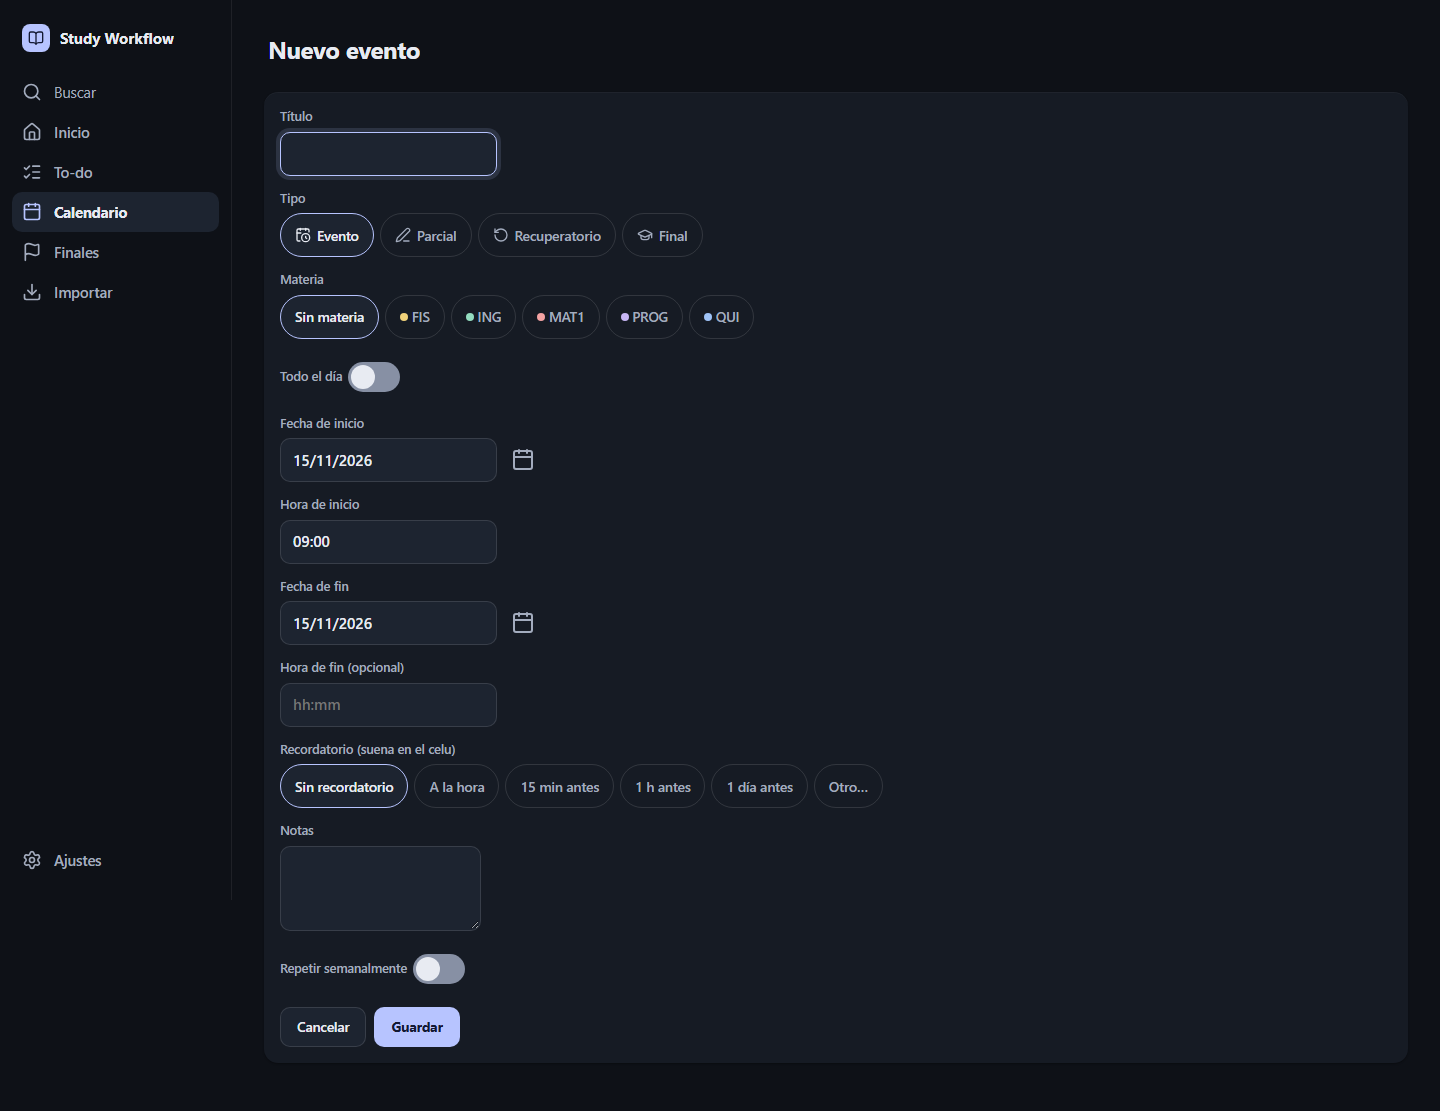 Study Workflow
Buscar
Inicio
To-do
Calendario
Finales
Importar
Ajustes
Nuevo evento
Título
Tipo
Evento Parcial Recuperatorio Final
Materia
Sin materia FIS ING MAT1 PROG QUI
Todo el día
Fecha de inicio
15/11/2026
Hora de inicio
09:00
Fecha de fin
15/11/2026
Hora de fin (opcional)
hh:mm
Recordatorio (suena en el celu)
Sin recordatorio A la hora 15 min antes 1 h antes 1 día antes Otro...
Notas
Repetir semanalmente
Cancelar Guardar